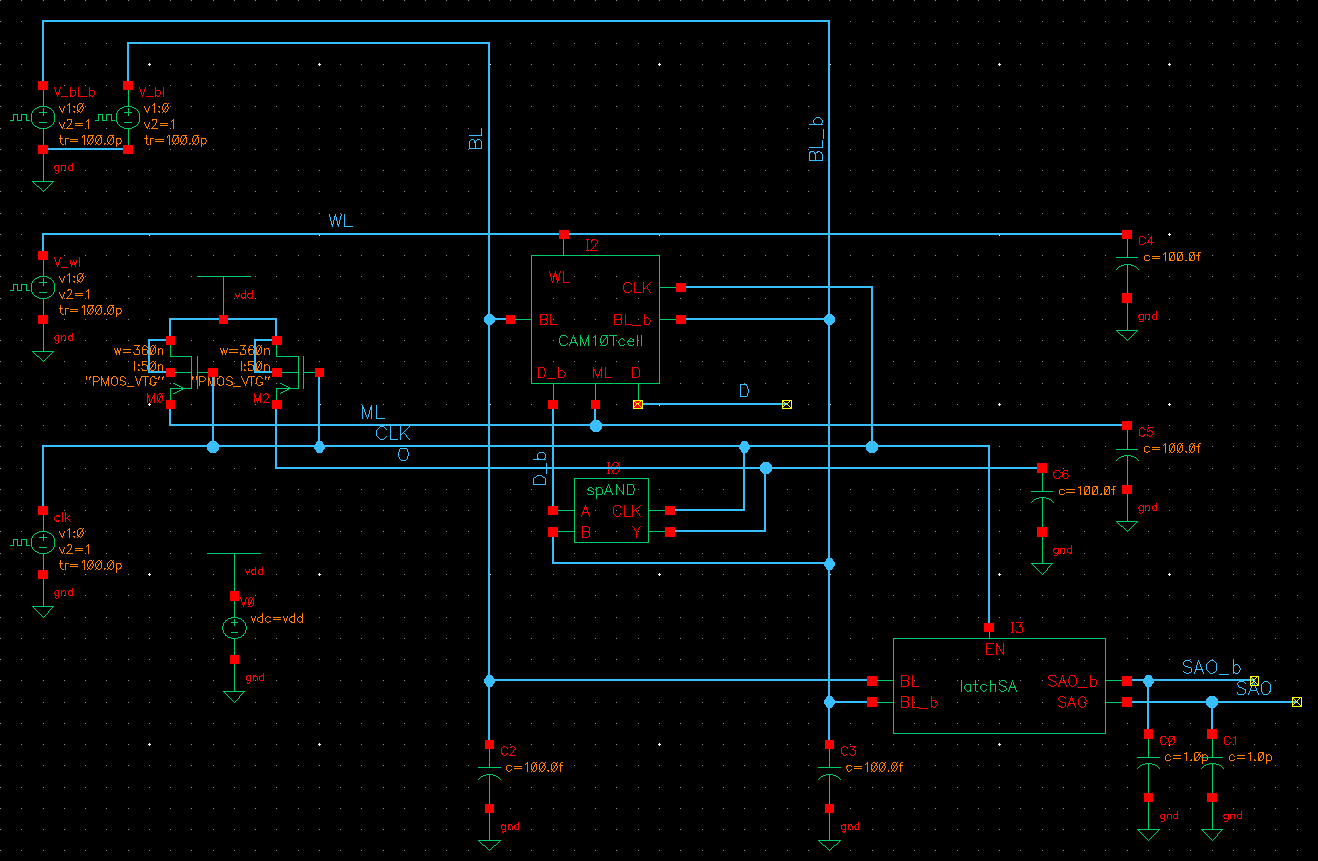 V_bl_b
v1:0
v2=1
tr=100.0p
gnd
V_bl
v1:0
v2=1
tr=100.0p
BL
BL_b
WL
V_wl
v1:0
v2=1
tr=100.0p
gnd
vdd
w=360n
l:50n
"PMOS_VTG"
M0
w=360n
l:50n
"PMOS_VTG"
M2
I2
WL
CLK
BL
BL_b
CAM10Tcell
D_b
ML
D
D
C4
c=100.0f
gnd
ML
CLK
O
D_b
I0
spAND
A
CLK
B
Y
C5
c=100.0f
gnd
C6
c=100.0f
gnd
clk
v1:0
v2=1
tr=100.0p
gnd
vdd
V0
vdc=vdd
gnd
I3
EN
BL
BL_b
latchSA
SAO_b
SAO
SAO_b
SAO
C2
c=100.0f
gnd
C3
c=100.0f
gnd
C0
c=1.0p
gnd
C1
c=1.0p
gnd